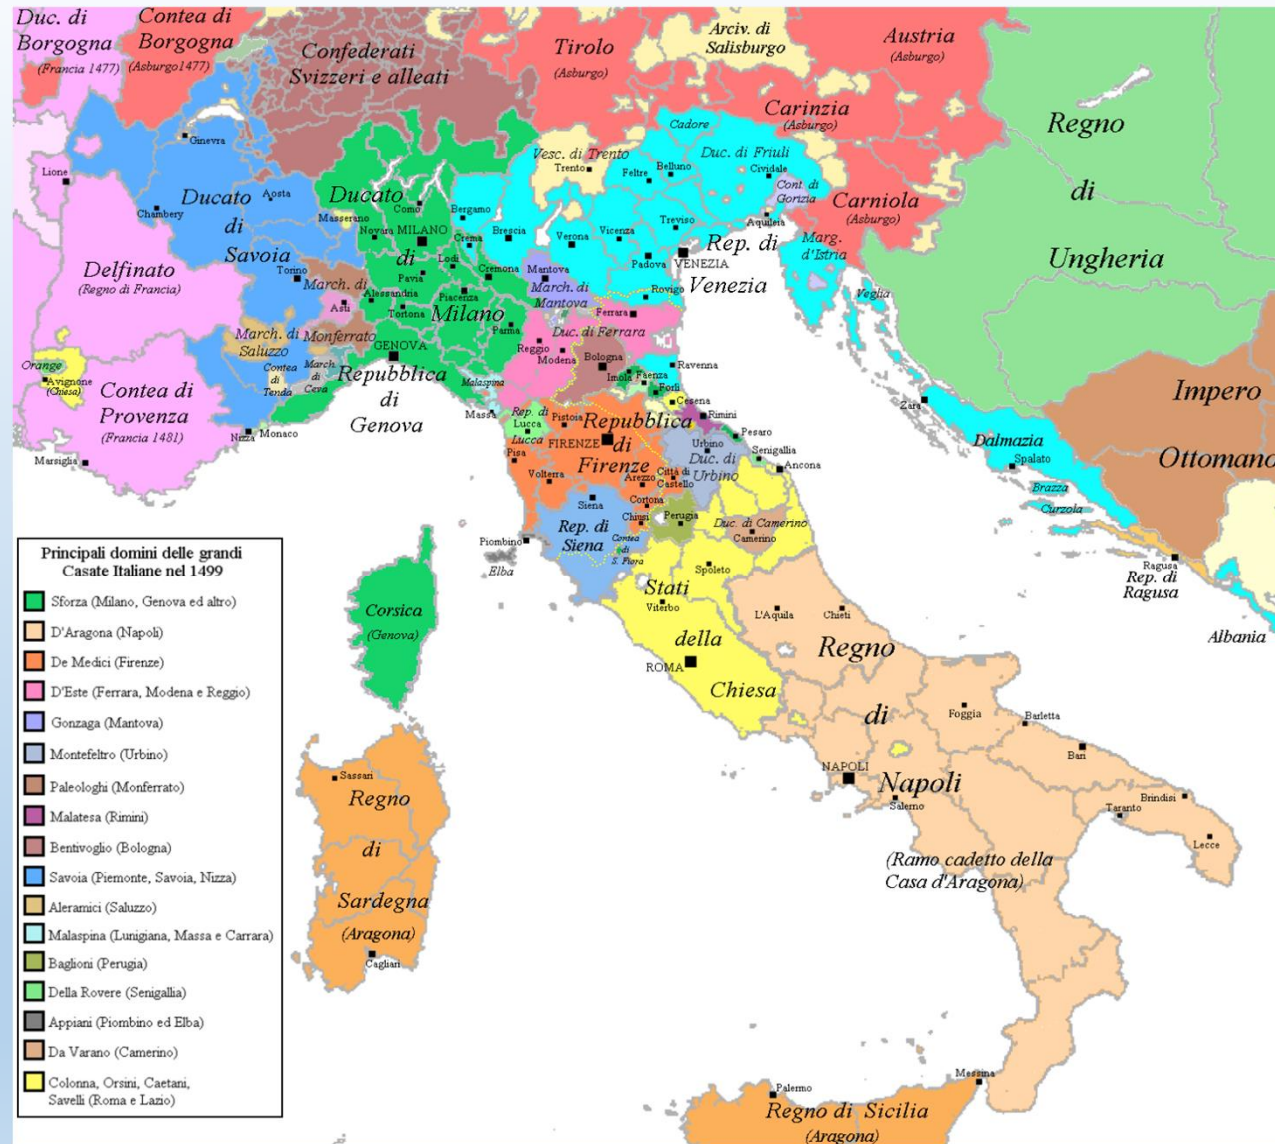 Duc. di
Borgogna
(Francia 1477)
Contea di
Borgogna
(Asburgo1477)
Confederati
Svizzeri e alleati
Tirolo
(Asburgo)
Arciv. di
Salisburgo
Austria
(Asburgo)
Carinzia
(Asburgo)
Regno
di
Ungheria
Ginevra
Lione
Chambery
Aosta
Ducato
di
Savoia
Masserano
Torino
Delfinato
(Regno di Francia)
Ducato
di
Milano
Como
MILANO
Novara
Lodi
Pavia
Piacenza
Alessandria
Tortona
Cremona
Parma
Bergamo
Crema
Brescia
Vesc. di Trento
Trento
Cadore
Duc. di Friuli
Belluno
Feltre
Cividale
Cont. di
Gorizia
Aquileia
Carniola
(Asburgo)
Treviso
Vicenza
Verona
Padova
VENEZIA
Rep. di
Venezia
Marg.
d'Istria
Veglia
Rovigo
Mantova
March. di
Mantova
March. di
Monferrato
Asti
March. di
Saluzzo
Contea
di
Tenda
March.
di
Ceva
GENOVA
Repubblica
di
Genova
Orange
Avignone
(Chiesa)
Contea di
Provenza
(Francia 1481)
Marsiglia
Nizza
Monaco
Ferrara
Duc. di Ferrara
Reggio
Modena
Bologna
Imola
Faenza
Ravenna
Forlì
Cesena
Rimini
Pesaro
Senigallia
Ancona
Malaspina
Massa
Rep. di
Lucca
Lucca
Pistoia
FIRENZE
Repubblica
di
Firenze
Pisa
Volterra
Arezzo
Cortona
Chiusi
Città di
Castello
Urbino
Duc. di
Urbino
Siena
Rep. di
Siena
Contea
di
S. Fiora
Perugia
Duc. di Camerino
Camerino
Piombino
Elba
Spoleto
Viterbo
Stati
della
Chiesa
ROMA
Zara
Dalmazia
Spalato
Brazza
Curzola
Impero
Ottomano
Ragusa
Rep. di
Ragusa
Albania
Corsica
(Genova)
L'Aquila
Chieti
Regno
di
Napoli
NAPOLI
Salerno
Foggia
Barletta
Bari
Brindisi
Taranto
Lecce
(Ramo cadetto della
Casa d'Aragona)
Sassari
Regno
di
Sardegna
(Aragona)
Cagliari
Palermo
Messina
Regno di Sicilia
(Aragona)
Principali domini delle grandi
Casate Italiane nel 1499
Sforza (Milano, Genova ed altro)
D'Aragona (Napoli)
De Medici (Firenze)
D'Este (Ferrara, Modena e Reggio)
Gonzaga (Mantova)
Montefeltro (Urbino)
Paleologhi (Monferrato)
Malatesa (Rimini)
Bentivoglio (Bologna)
Savoia (Piemonte, Savoia, Nizza)
Aleramici (Saluzzo)
Malaspina (Lunigiana, Massa e Carrara)
Baglioni (Perugia)
Della Rovere (Senigallia)
Appiani (Piombino ed Elba)
Da Varano (Camerino)
Colonna, Orsini, Caetani,
Savelli (Roma e Lazio)